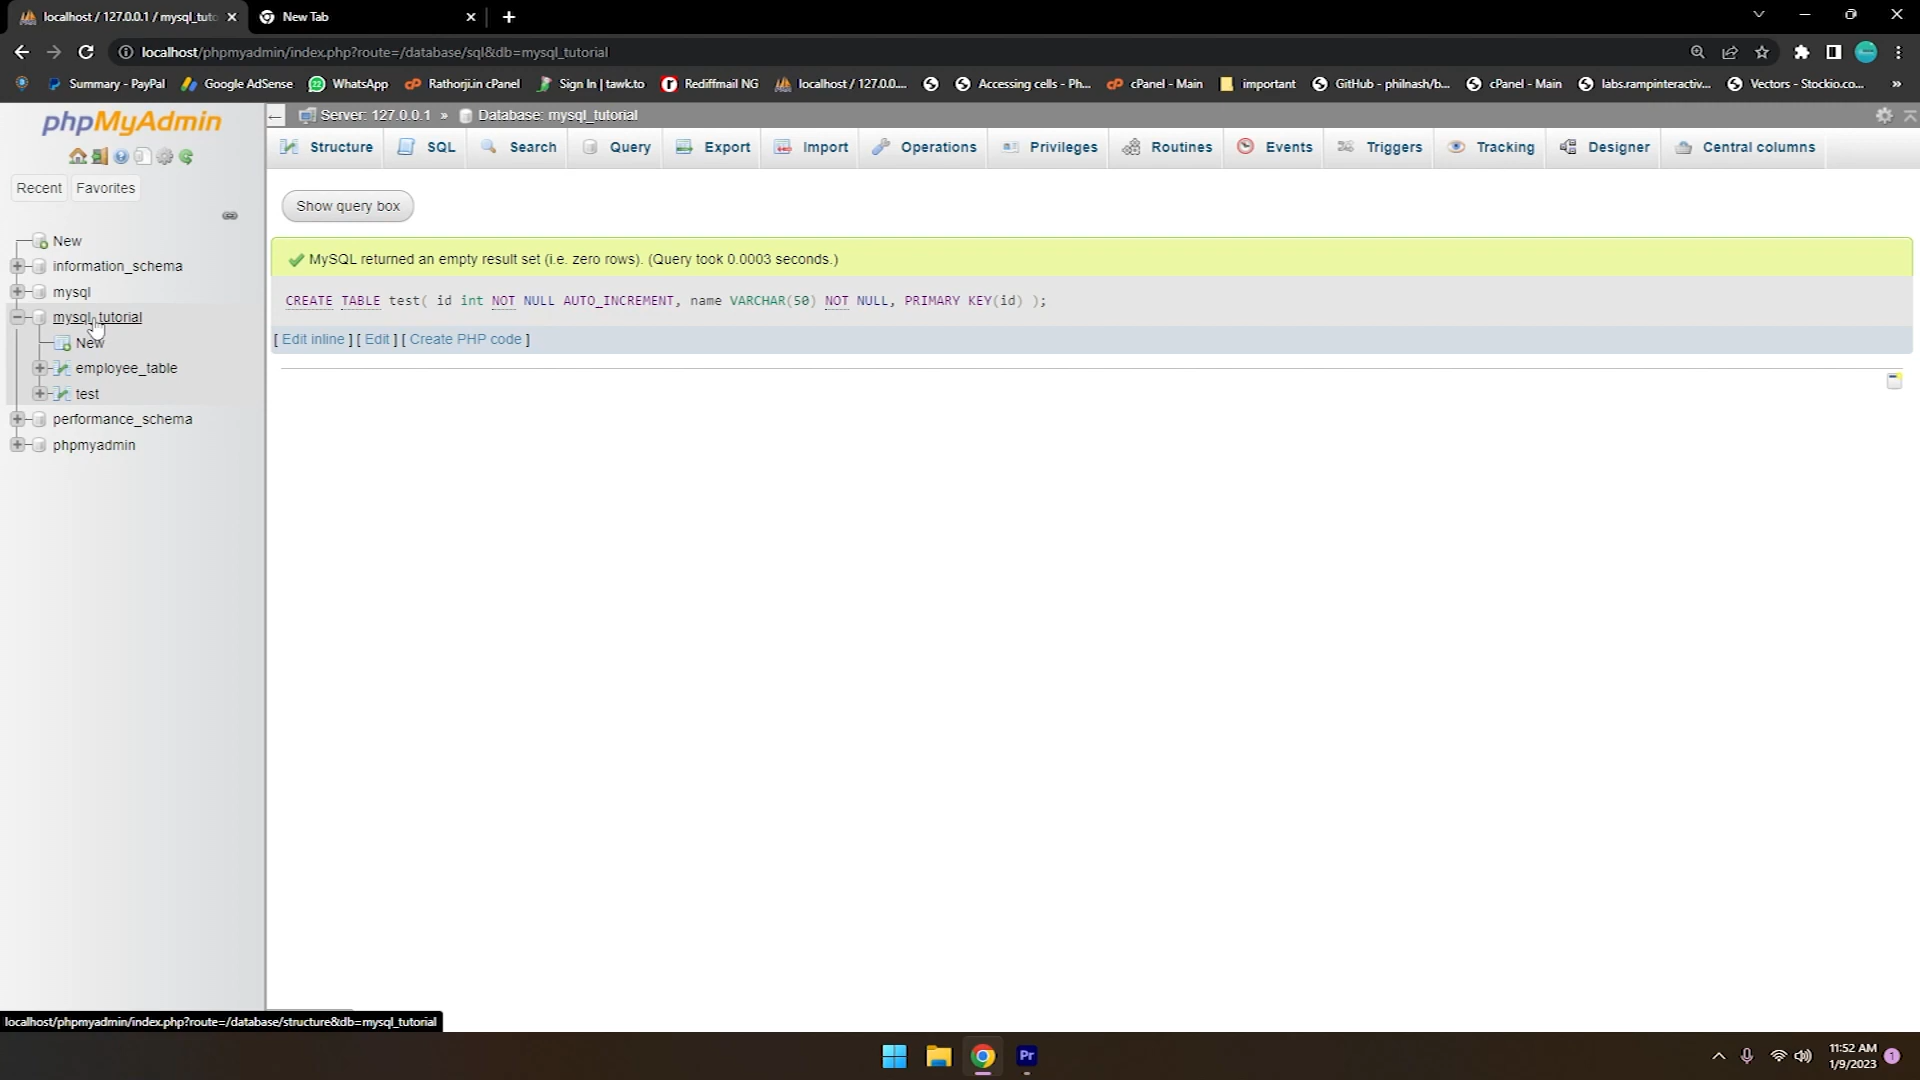 localhost / 127.0.0.1 / mysql_tuto
New Tab
localhost/phpmyadmin/index.php?route=/database/sql&db=mysql_tutorial
Summary - PayPal
Google AdSense
22
WhatsApp
Rathorji.in cPanel
Sign In | tawk.to
Rediffmail NG
localhost / 127.0.0....
Accessing cells - Ph...
cPanel - Main
important
GitHub - philnash/b...
cPanel - Main
labs.rampinteractiv...
Vectors - Stockio.co...
»
phpMyAdmin
Server: 127.0.0.1 » Database: mysql_tutorial
Structure
SQL
Search
Query
Export
Import
Operations
Privileges
Routines
Events
Triggers
Tracking
Designer
Central columns
Recent
Favorites
New
information_schema
mysql
mysql_tutorial
New
employee_table
test
performance_schema
phpmyadmin
Show query box
MySQL returned an empty result set (i.e. zero rows). (Query took 0.0003 seconds.)
CREATE TABLE test( id int NOT NULL AUTO_INCREMENT, name VARCHAR(50) NOT NULL, PRIMARY KEY(id) );
[ Edit inline ] [ Edit ] [ Create PHP code ]
localhost/phpmyadmin/index.php?route=/database/structure&db=mysql_tutorial
Pr
11:52 AM
1/9/2023
1